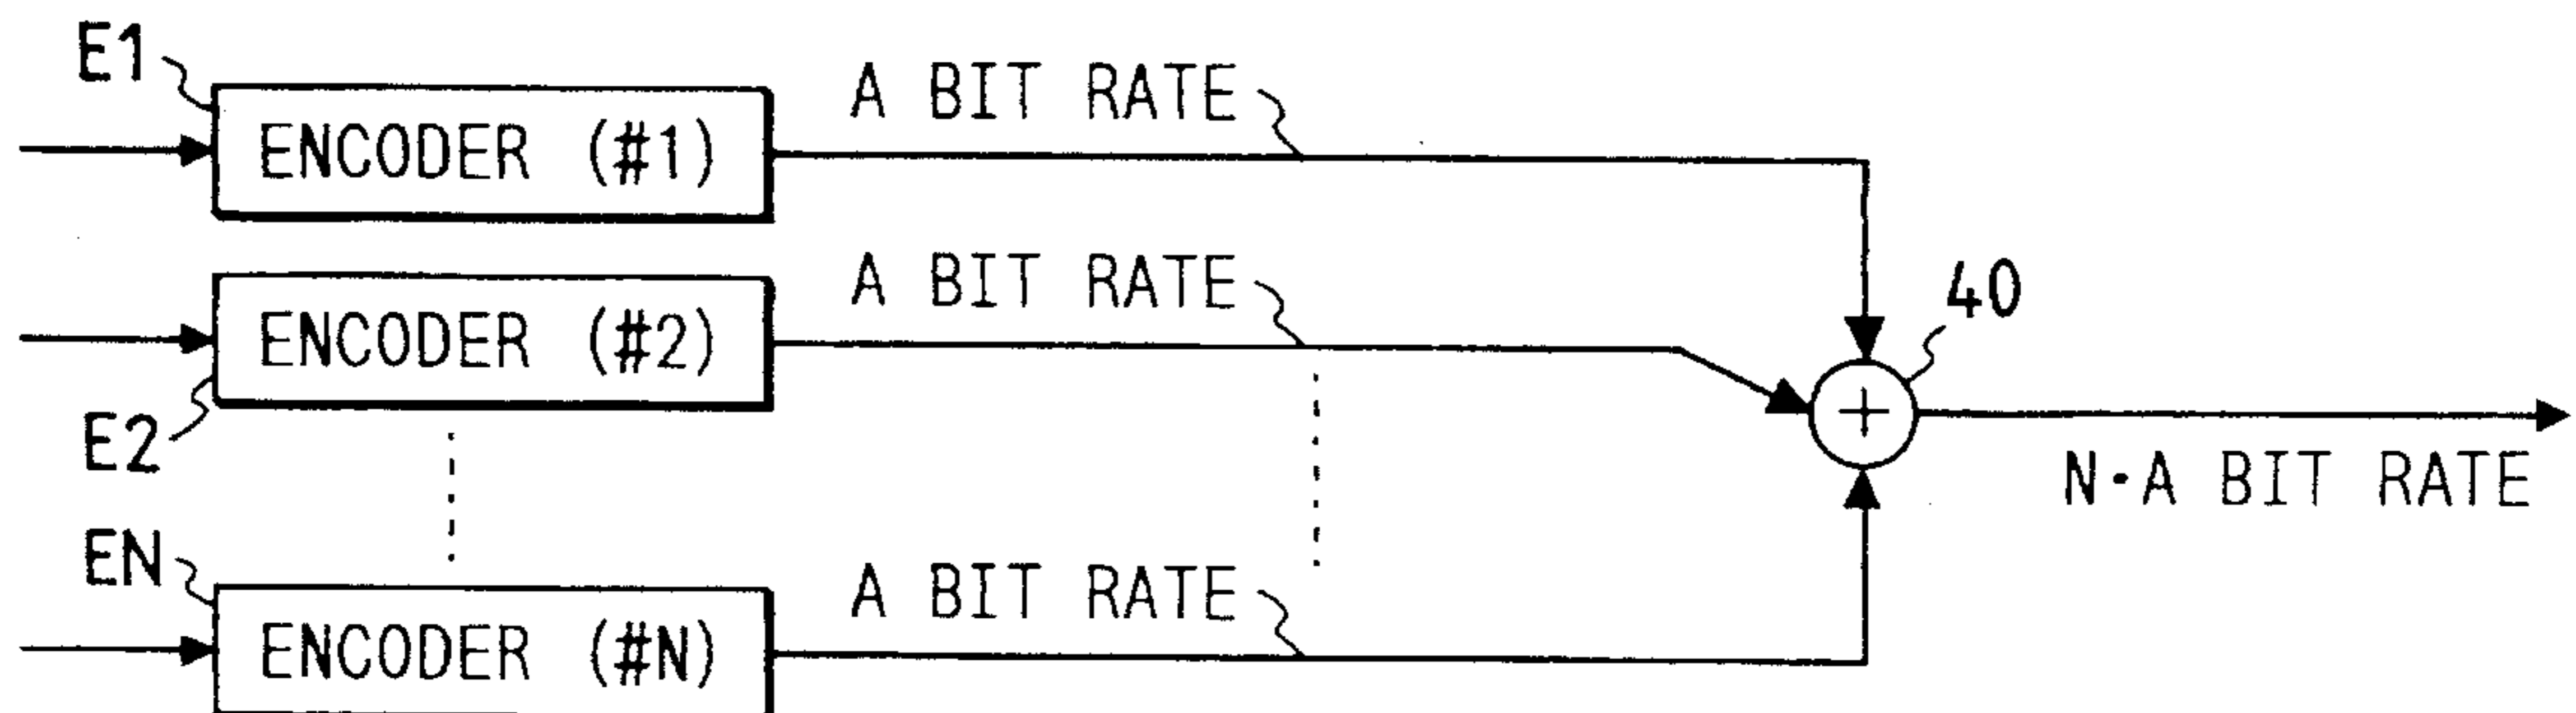 E1
ENCODER (#1)
A BIT RATE
E2
ENCODER (#2)
A BIT RATE
40
+
N·A BIT RATE
EN
ENCODER (#N)
A BIT RATE